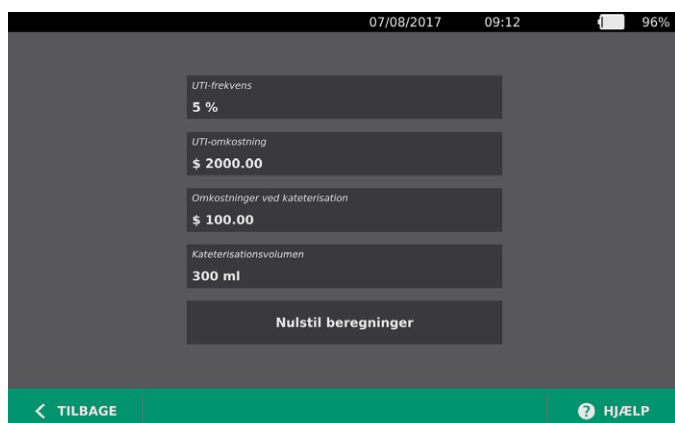 07/08/2017 09:12 96%
UTI-frekvens
5 %
UTI-omkostning
$ 2000.00
Omkostninger ved kateterisation
$ 100.00
Kateterisationsvolumen
300 ml
Nulstil beregninger
TILBAGE ? HJÆLP